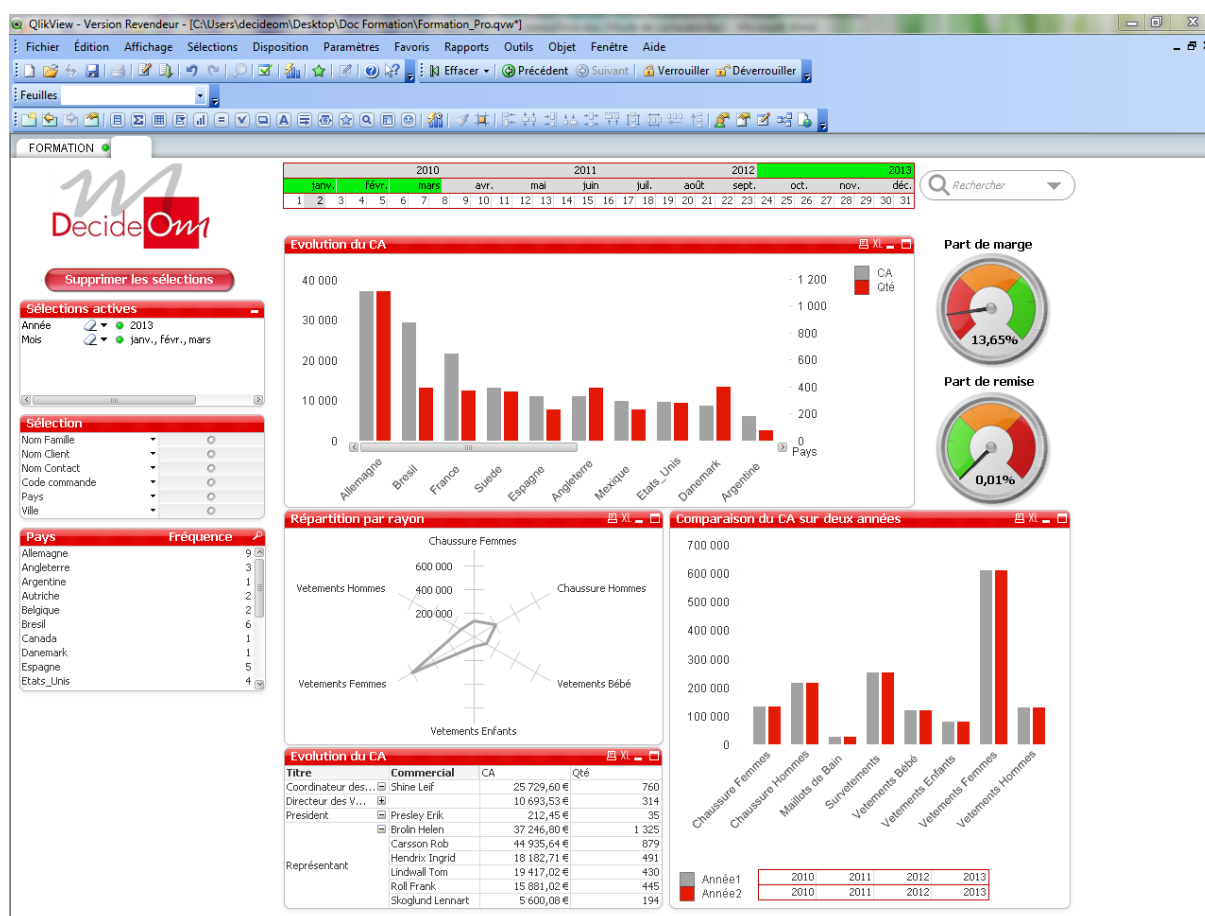 QlikView - Version Revendeur - [C:\Users\decideom\Desktop\Doc Formation\Formation_Pro.qvw*]
Fichier Édition Affichage Sélections Disposition Paramètres Favoris Rapports Outils Objet Fenêtre Aide
Effacer Précédent Suivant Verrouiller Déverrouiller
Feuilles
FORMATION
DecideOm
2010 2011 2012 2013
janv. févr. mars avr. mai juin juil. août sept. oct. nov. déc.
1 2 3 4 5 6 7 8 9 10 11 12 13 14 15 16 17 18 19 20 21 22 23 24 25 26 27 28 29 30 31
Rechercher
Supprimer les sélections
Sélections actives
Année 2013
Mois janv., févr., mars
Sélection
Nom Famille
Nom Client
Nom Contact
Code commande
Pays
Ville
Pays Fréquence
Allemagne 9
Angleterre 3
Argentine 1
Autriche 2
Belgique 2
Bresil 6
Canada 1
Danemark 1
Espagne 5
Etats_Unis 4
Evolution du CA XL
40 000
30 000
20 000
10 000
0
1 200
1 000
800
600
400
200
0
Pays
CA
Qté
Allemagne Bresil France Suede Espagne Angleterre Mexique Etats_Unis Danemark Argentine
Part de marge
13,65%
Part de remise
0,01%
Répartition par rayon XL
Chaussure Femmes
600 000
400 000
200 000
Vetements Hommes
Chaussure Hommes
Vetements Femmes
Vetements Bébé
Vetements Enfants
Comparaison du CA sur deux années XL
700 000
600 000
500 000
400 000
300 000
200 000
100 000
0
Chaussure Femmes Chaussure Hommes Maillots de Bain Survetements Vetements Bébé Vetements Enfants Vetements Femmes Vetements Hommes
Année1 2010 2011 2012 2013
Année2 2010 2011 2012 2013
Evolution du CA XL
Titre Commercial CA Qté
Coordinateur des... Shine Leif 25 729,60 € 760
Directeur des V... 10 693,53 € 314
President Presley Erik 212,45 € 35
Représentant Brolin Helen 37 246,80 € 1 325
Carsson Rob 44 935,64 € 879
Hendrix Ingrid 18 182,71 € 491
Lindwall Tom 19 417,02 € 430
Roll Frank 15 881,02 € 445
Skoglund Lennart 5 600,08 € 194